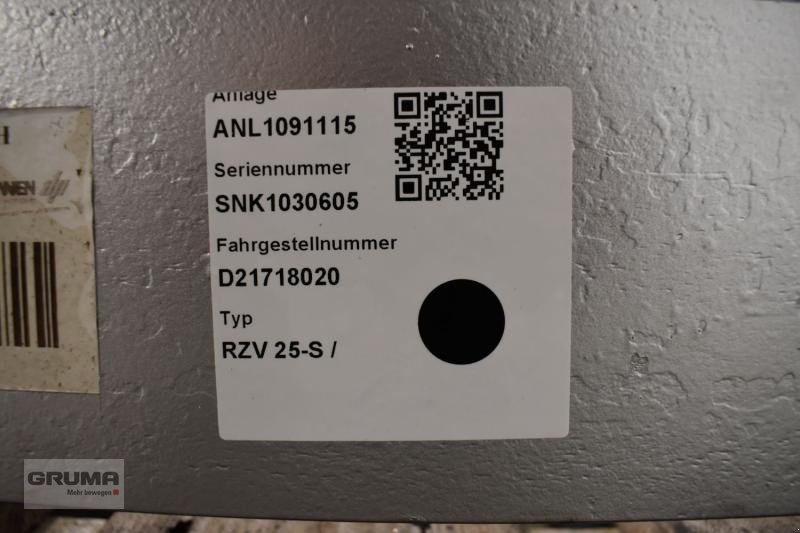 Anlage
ANL1091115
Seriennummer
SNK1030605
Fahrgestellnummer
D21718020
Typ
RZV 25-S /
H
GRUMA
Mehr bewegen